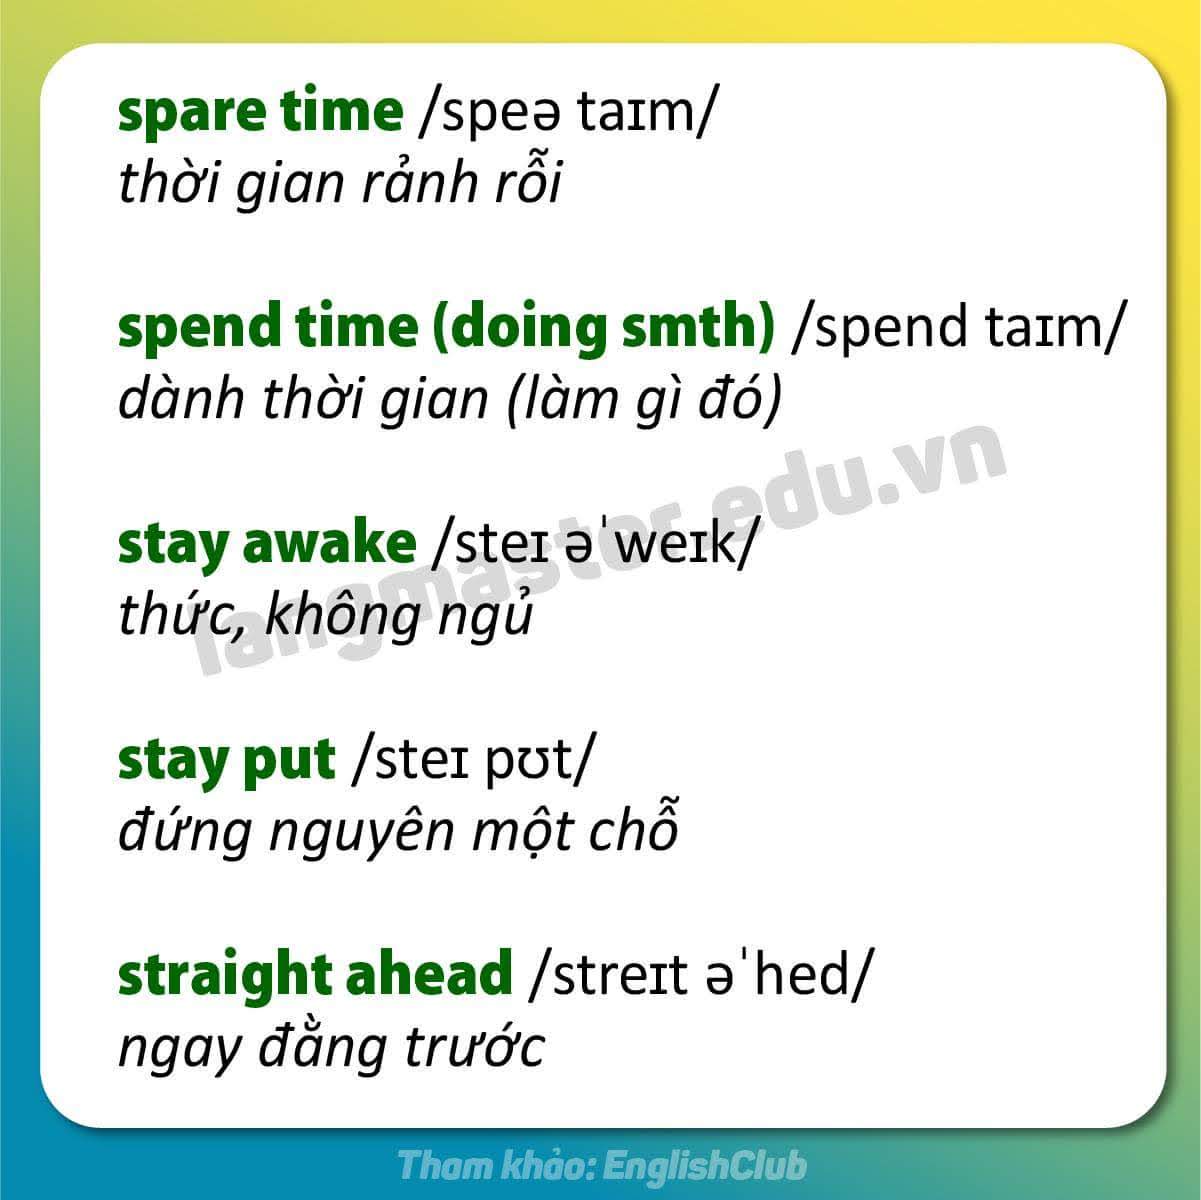 spare time /speə taɪm/
thời gian rảnh rỗi
spend time (doing smth) /spend taɪm/
dành thời gian (làm gì đó)
langmaster.edu.vn
stay awake /steɪ əˈweɪk/
thức, không ngủ
stay put /steɪ pʊt/
đứng nguyên một chỗ
straight ahead /streɪt əˈhed/
ngay đằng trước
Tham khảo: EnglishClub